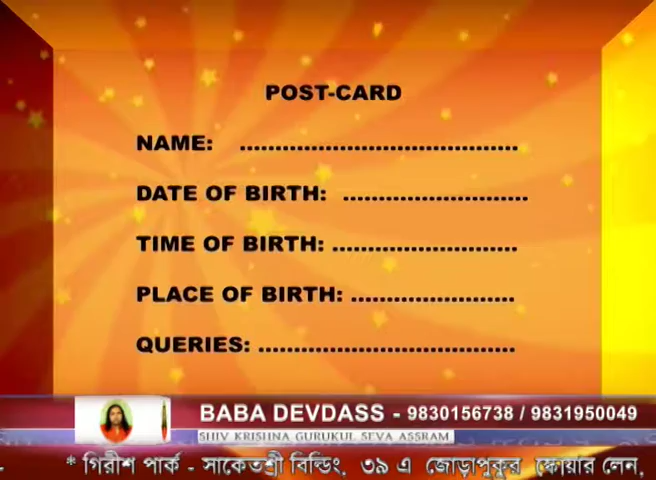 POST-CARD
NAME: .......................................
DATE OF BIRTH: ..........................
TIME OF BIRTH: ..........................
PLACE OF BIRTH: .......................
QUERIES: ....................................
BABA DEVDASS - 9830156738 / 9831950049
SHIV KRISHNA GURUKUL SEVA ASSRAM
* গিরীশ পার্ক - সাকেতশ্রী বিল্ডিং, ৩৯ এ জোড়াপুকুর স্কোয়ার লেন,